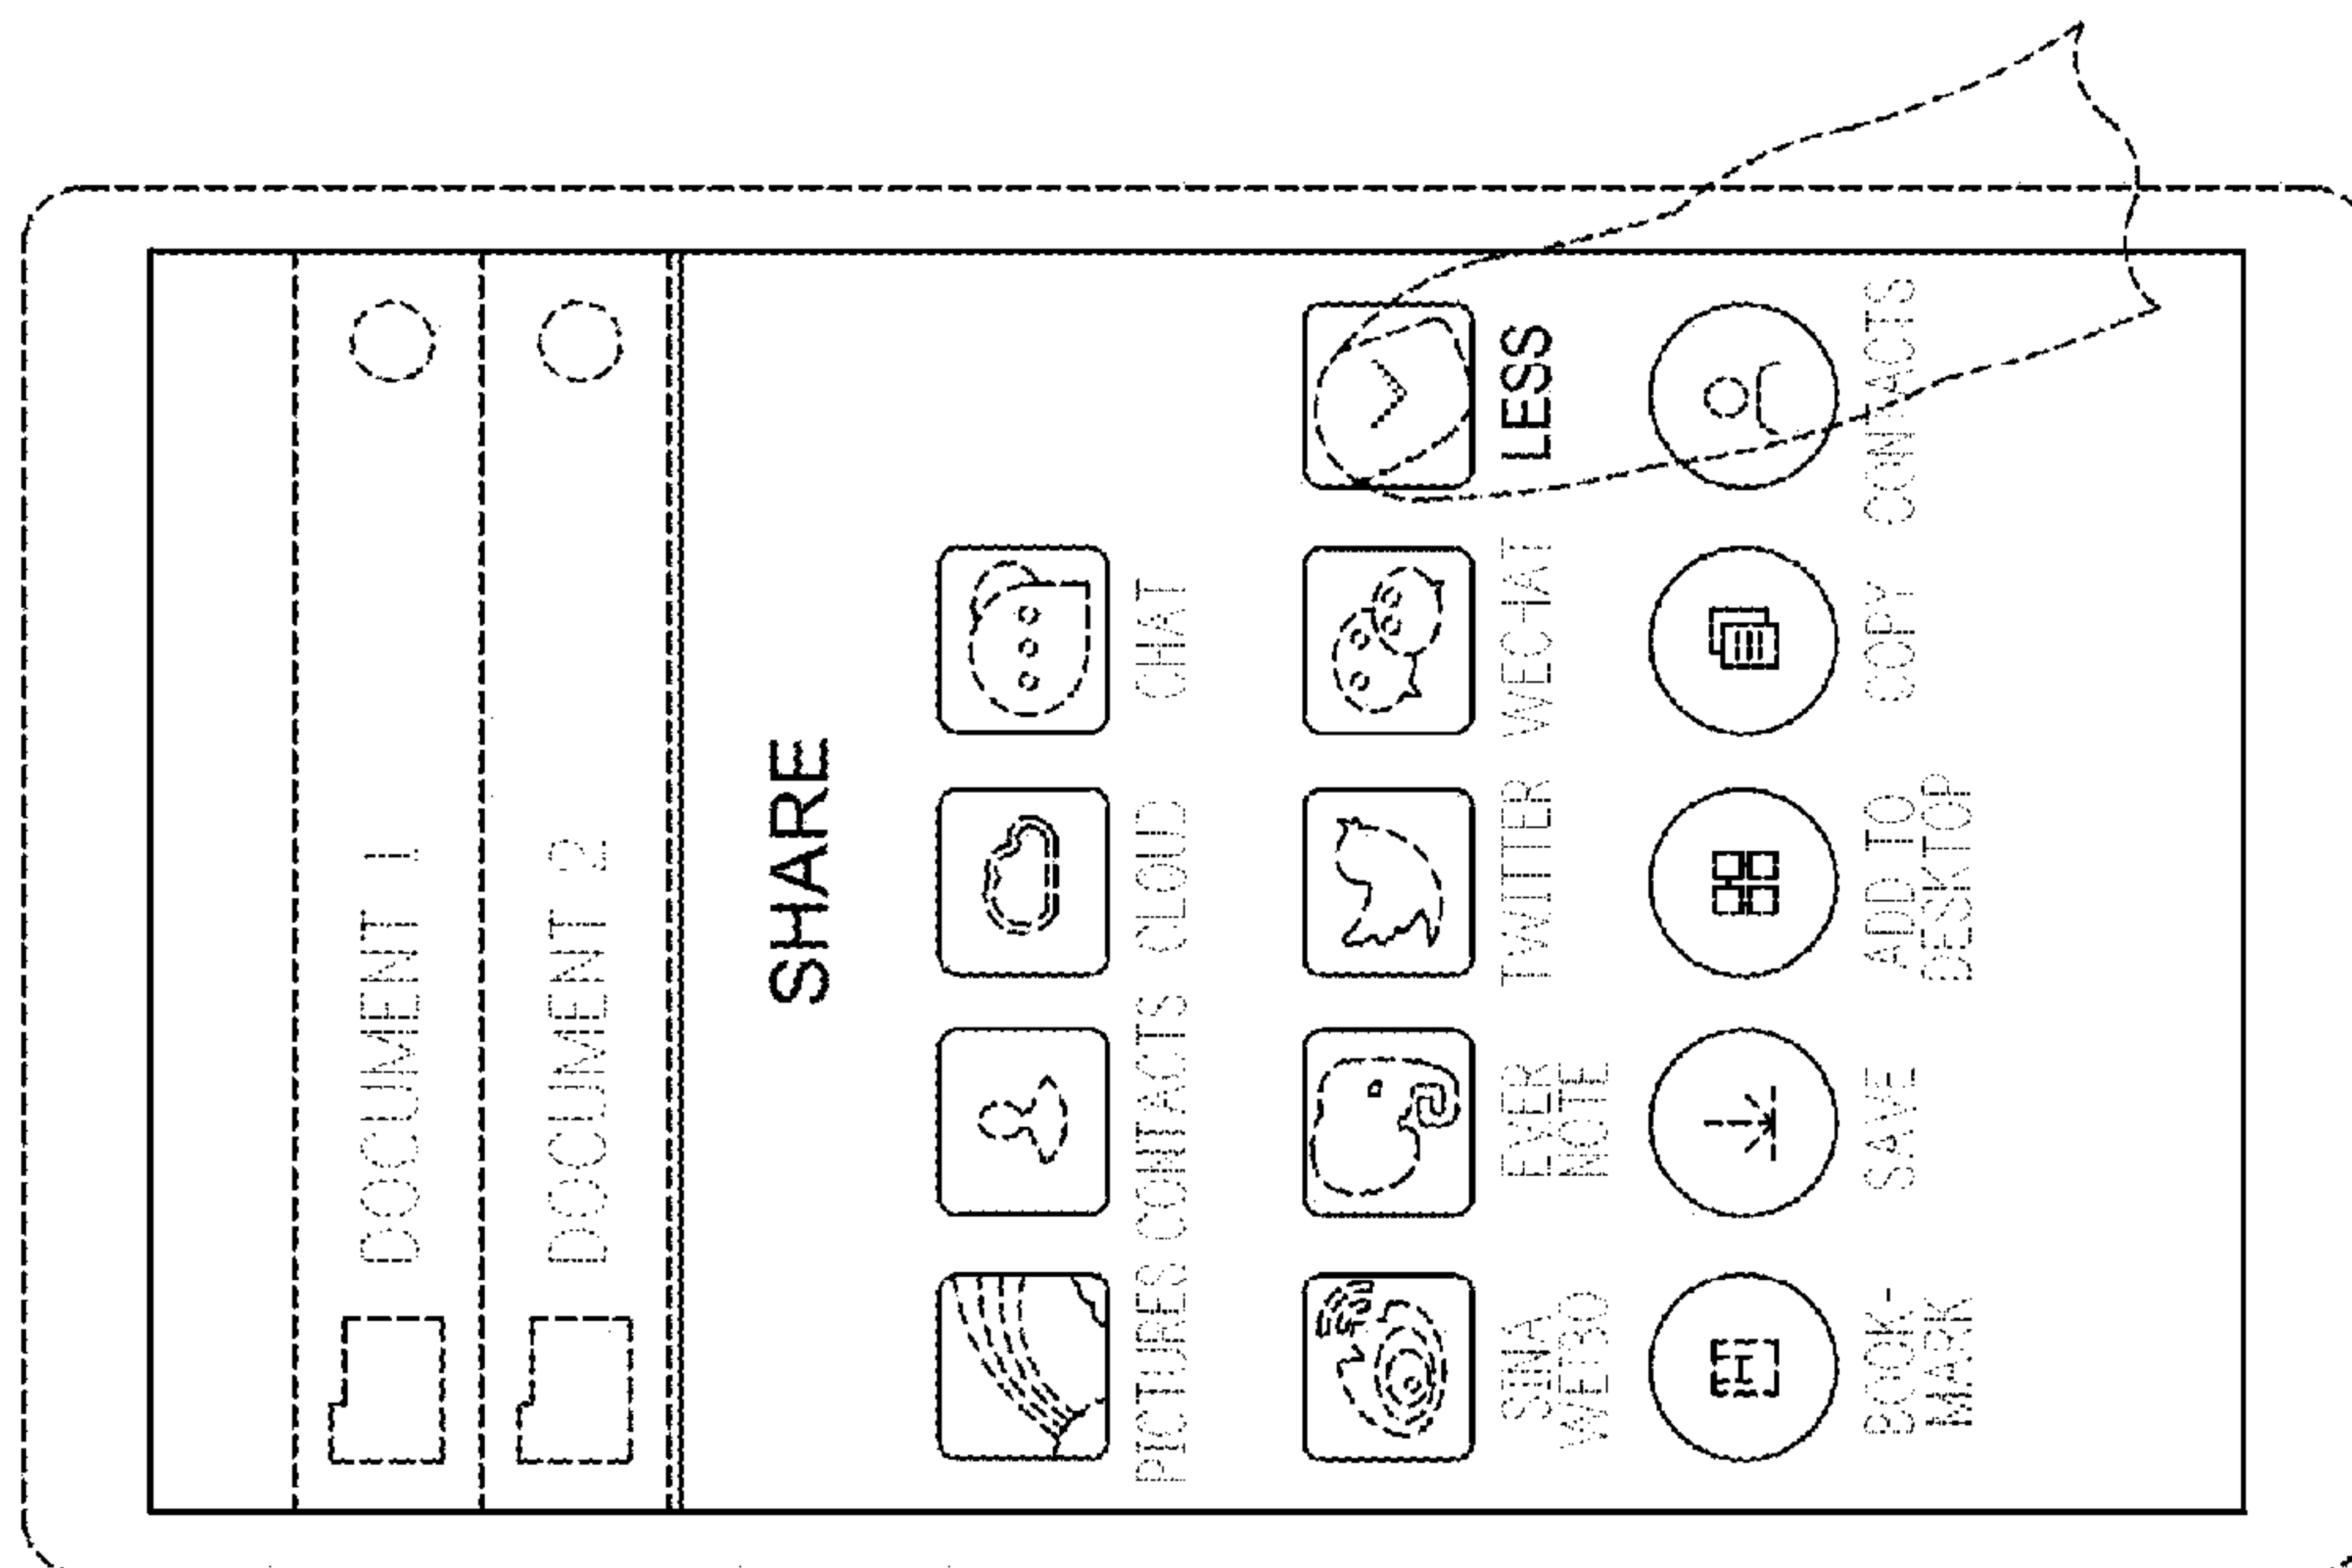 DOCUMENT 1
DOCUMENT 2
SHARE
PICTURES CONTACTS CLOUD CHAT
SINA WEIBO
EVER NOTE
TWITTER
WECHAT
LESS
BOOK-
MARK
SAVE
ADD TO
DESKTOP
COPY
CONTACTS